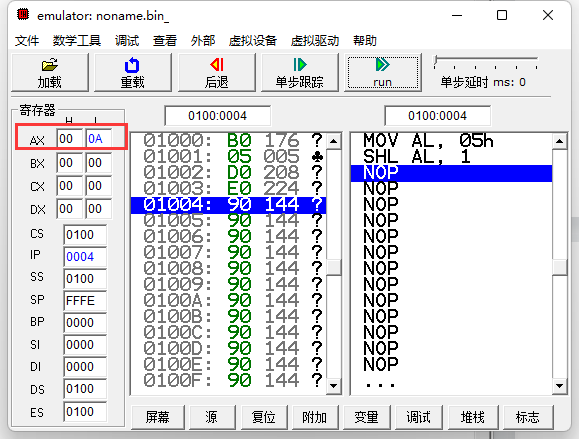 emulator: noname.bin_
文件 数学工具 调试 查看 外部 虚拟设备 虚拟驱动 帮助
加载 重载 后退 单步跟踪 run 单步延时 ms: 0
寄存器 H L 0100:0004 0100:0004
AX 00 0A
BX 00 00
CX 00 00
DX 00 00
CS 0100
IP 0004
SS 0100
SP FFFE
BP 0000
SI 0000
DI 0000
DS 0100
ES 0100
01000: B0 176 ?
01001: 05 005 ♣
01002: D0 208 ?
01003: E0 224 ?
01004: 90 144 ?
01005: 90 144 ?
01006: 90 144 ?
01007: 90 144 ?
01008: 90 144 ?
01009: 90 144 ?
0100A: 90 144 ?
0100B: 90 144 ?
0100C: 90 144 ?
0100D: 90 144 ?
0100E: 90 144 ?
0100F: 90 144 ?
MOV AL, 05h
SHL AL, 1
NOP
NOP
NOP
NOP
NOP
NOP
NOP
NOP
NOP
NOP
NOP
NOP
NOP
...
屏幕 源 复位 附加 变量 调试 堆栈 标志